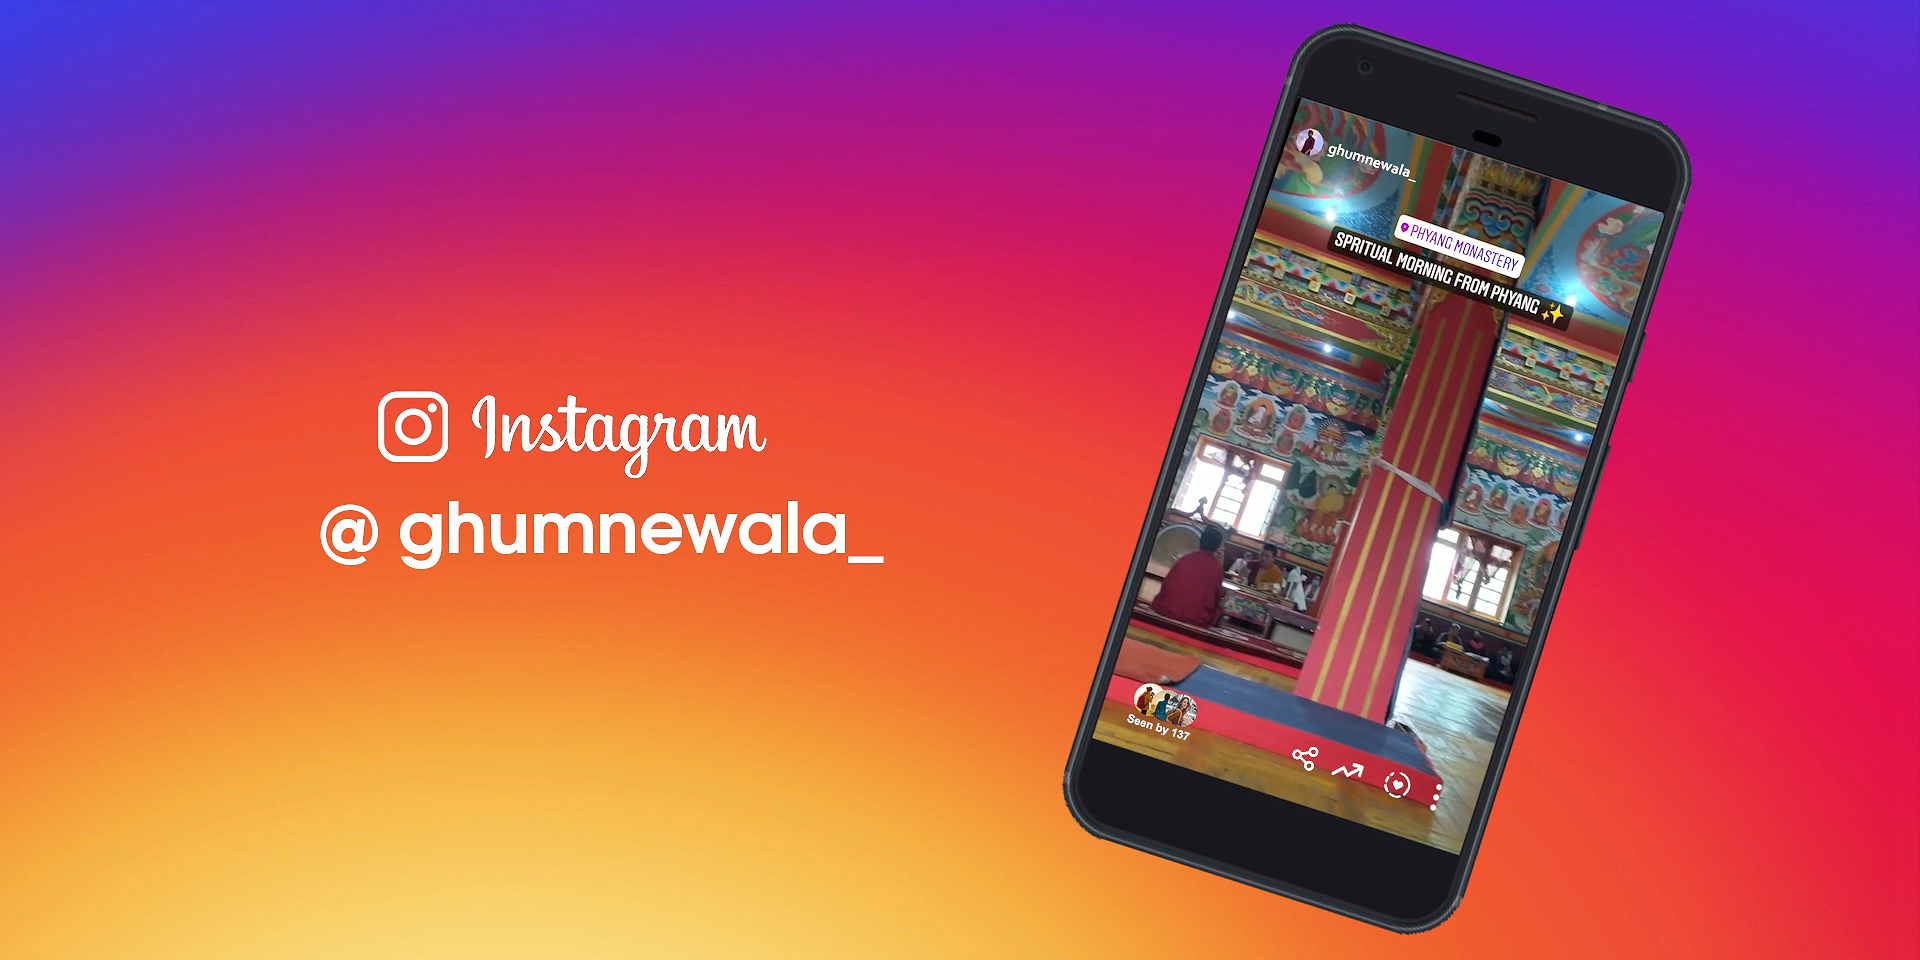 Instagram
@ ghumnewala_
ghumnewala_
PHYANG MONASTERY
SPRITUAL MORNING FROM PHYANG ✨
Seen by 137